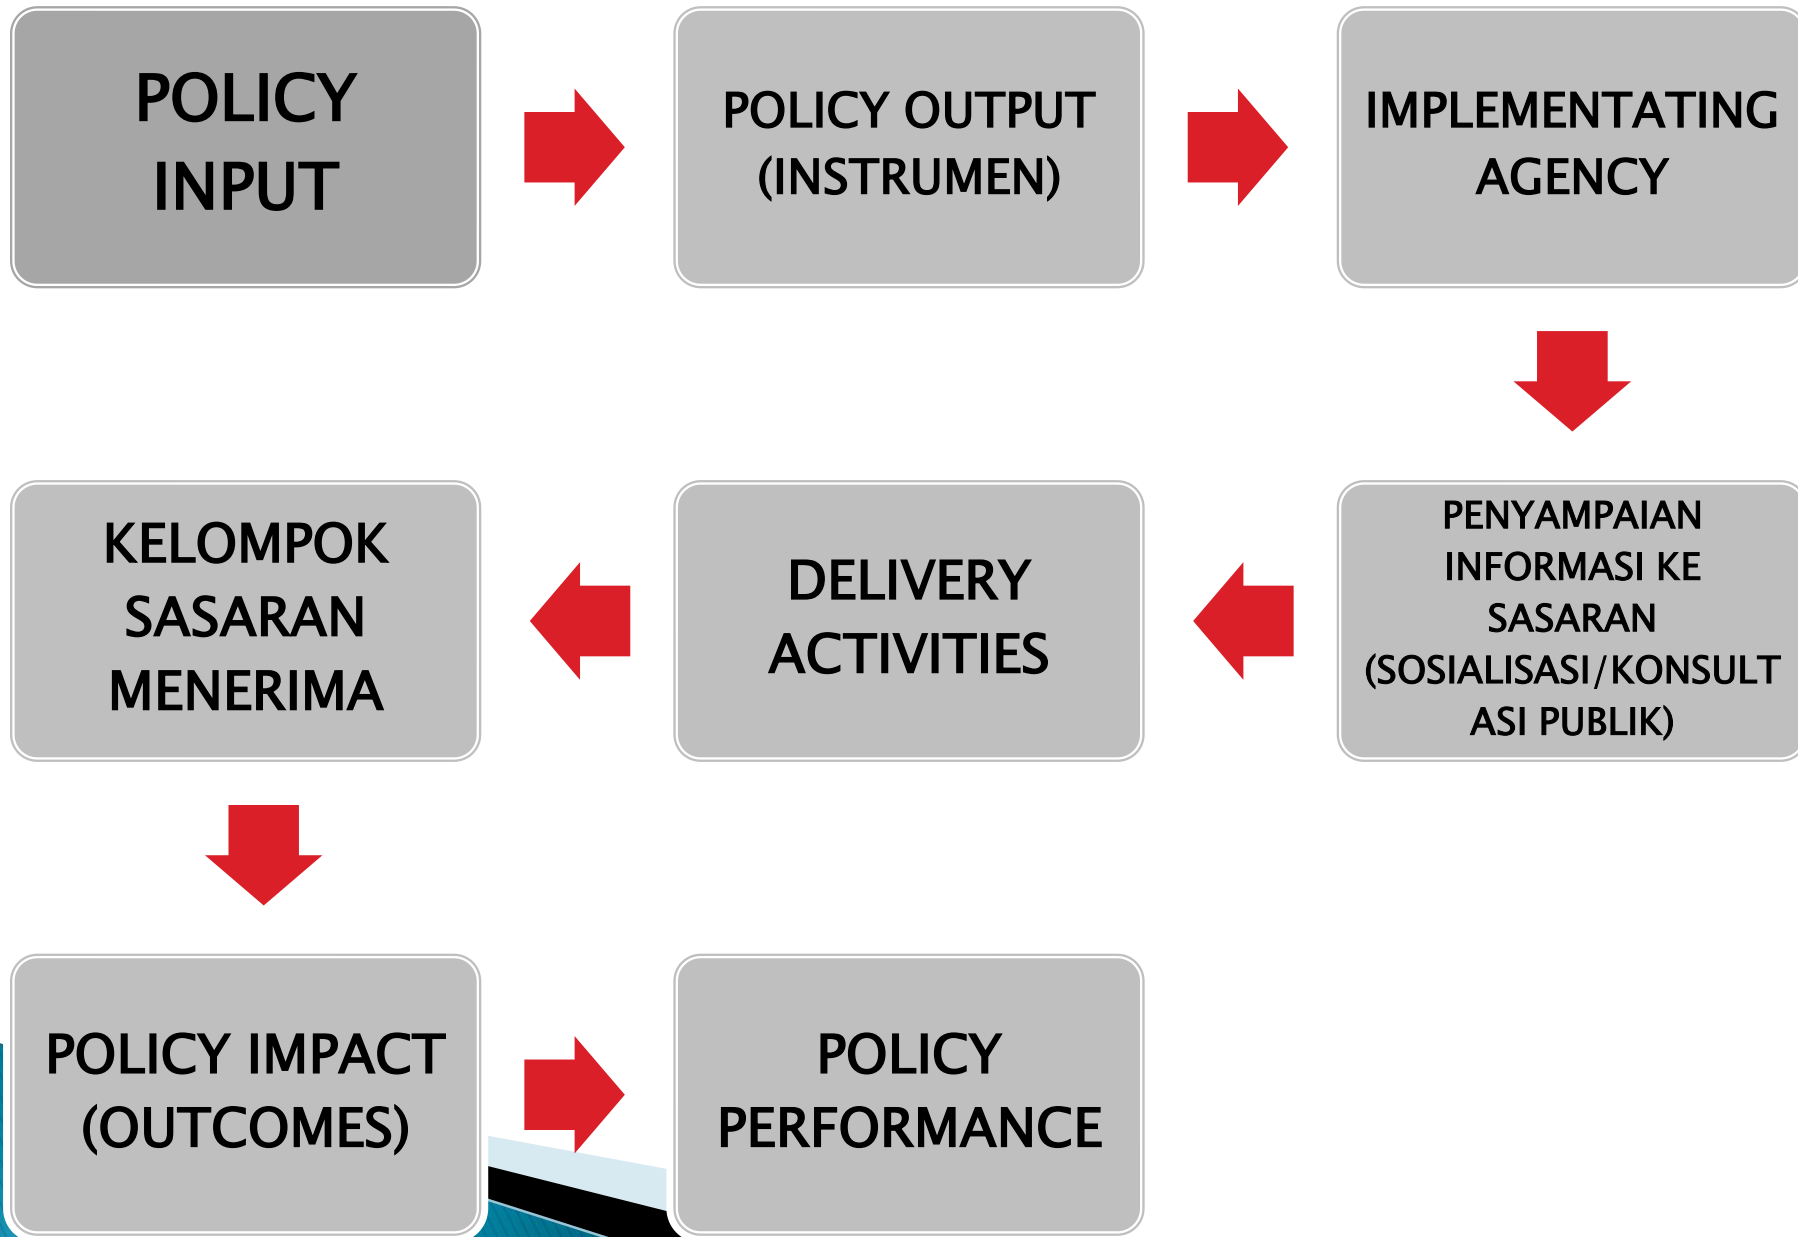 POLICY
INPUT
POLICY OUTPUT
(INSTRUMEN)
IMPLEMENTATING
AGENCY
PENYAMPAIAN
INFORMASI KE
SASARAN
(SOSIALISASI/KONSULT
ASI PUBLIK)
DELIVERY
ACTIVITIES
KELOMPOK
SASARAN
MENERIMA
POLICY IMPACT
(OUTCOMES)
POLICY
PERFORMANCE